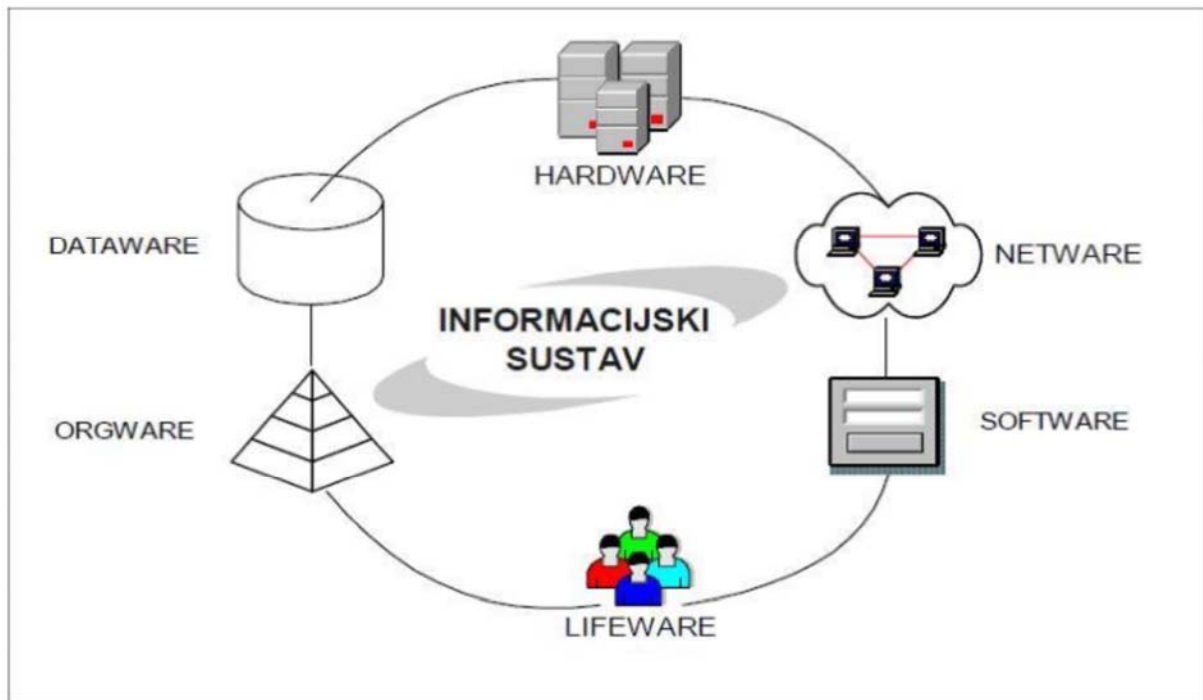 HARDWARE
DATAWARE
NETWARE
INFORMACIJSKI
SUSTAV
ORGWARE
SOFTWARE
LIFEWARE